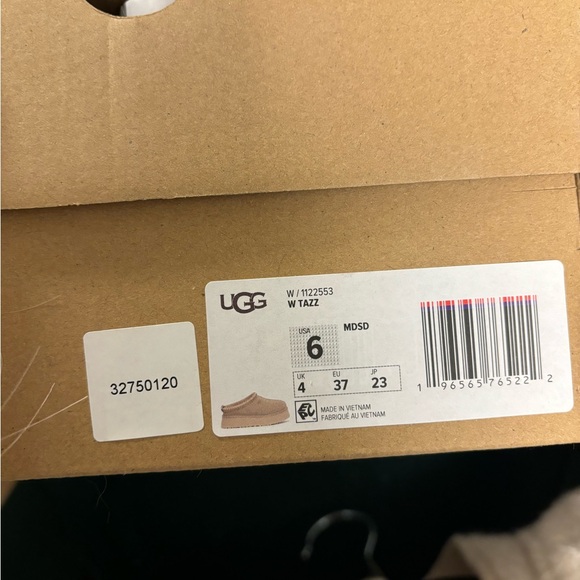 UGG
W / 1122553
W TAZZ
USA
6
MDSD
UK
4
EU
37
JP
23
MADE IN VIETNAM
FABRIQUÉ AU VIETNAM
1 96565 76522 2
32750120